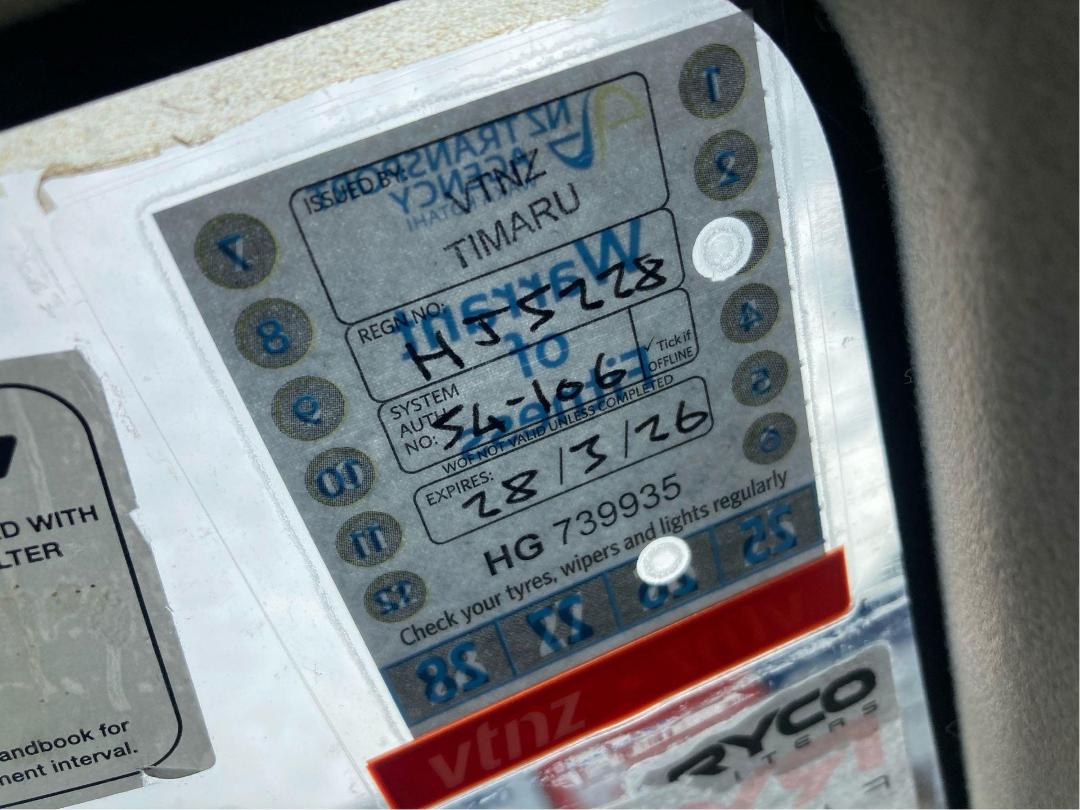 NZ TRANSPORT
AGENCY
ISSUED BY:
VTNZ
TIMARU
Warrant
of
Fitness
REGN NO:
HJS228
SYSTEM
AUTH
NO: 54-106
✓ Tick if
OFFLINE
WOF NOT VALID UNLESS COMPLETED
EXPIRES:
28/3/26
HG 739935
Check your tyres, wipers and lights regularly
1
2
4
5
6
7
8
9
10
11
12
28 27 26 25
vtnz
D WITH
LTER
andbook for
nent interval.
RYCO